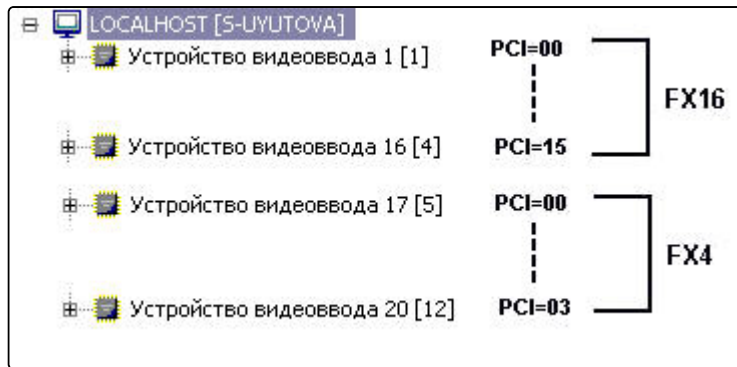 LOCALHOST [S-UYUTOVA]
Устройство видеоввода 1 [1] PCI=00
FX16
Устройство видеоввода 16 [4] PCI=15
Устройство видеоввода 17 [5] PCI=00
FX4
Устройство видеоввода 20 [12] PCI=03